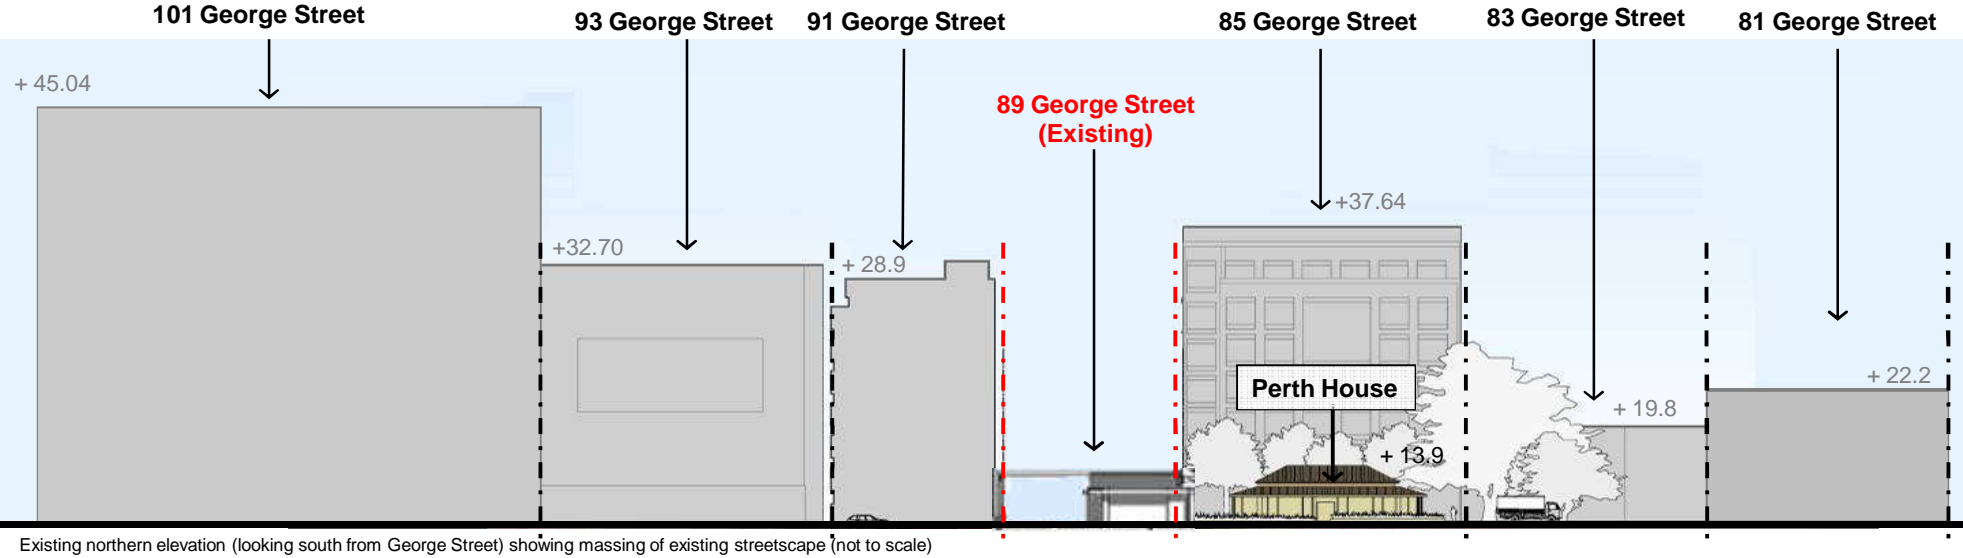 101 George Street
93 George Street
91 George Street
85 George Street
83 George Street
81 George Street
+ 45.04
89 George Street
(Existing)
+37.64
+32.70
+ 28.9
+ 22.2
Perth House
+ 19.8
+ 13.9
Existing northern elevation (looking south from George Street) showing massing of existing streetscape (not to scale)